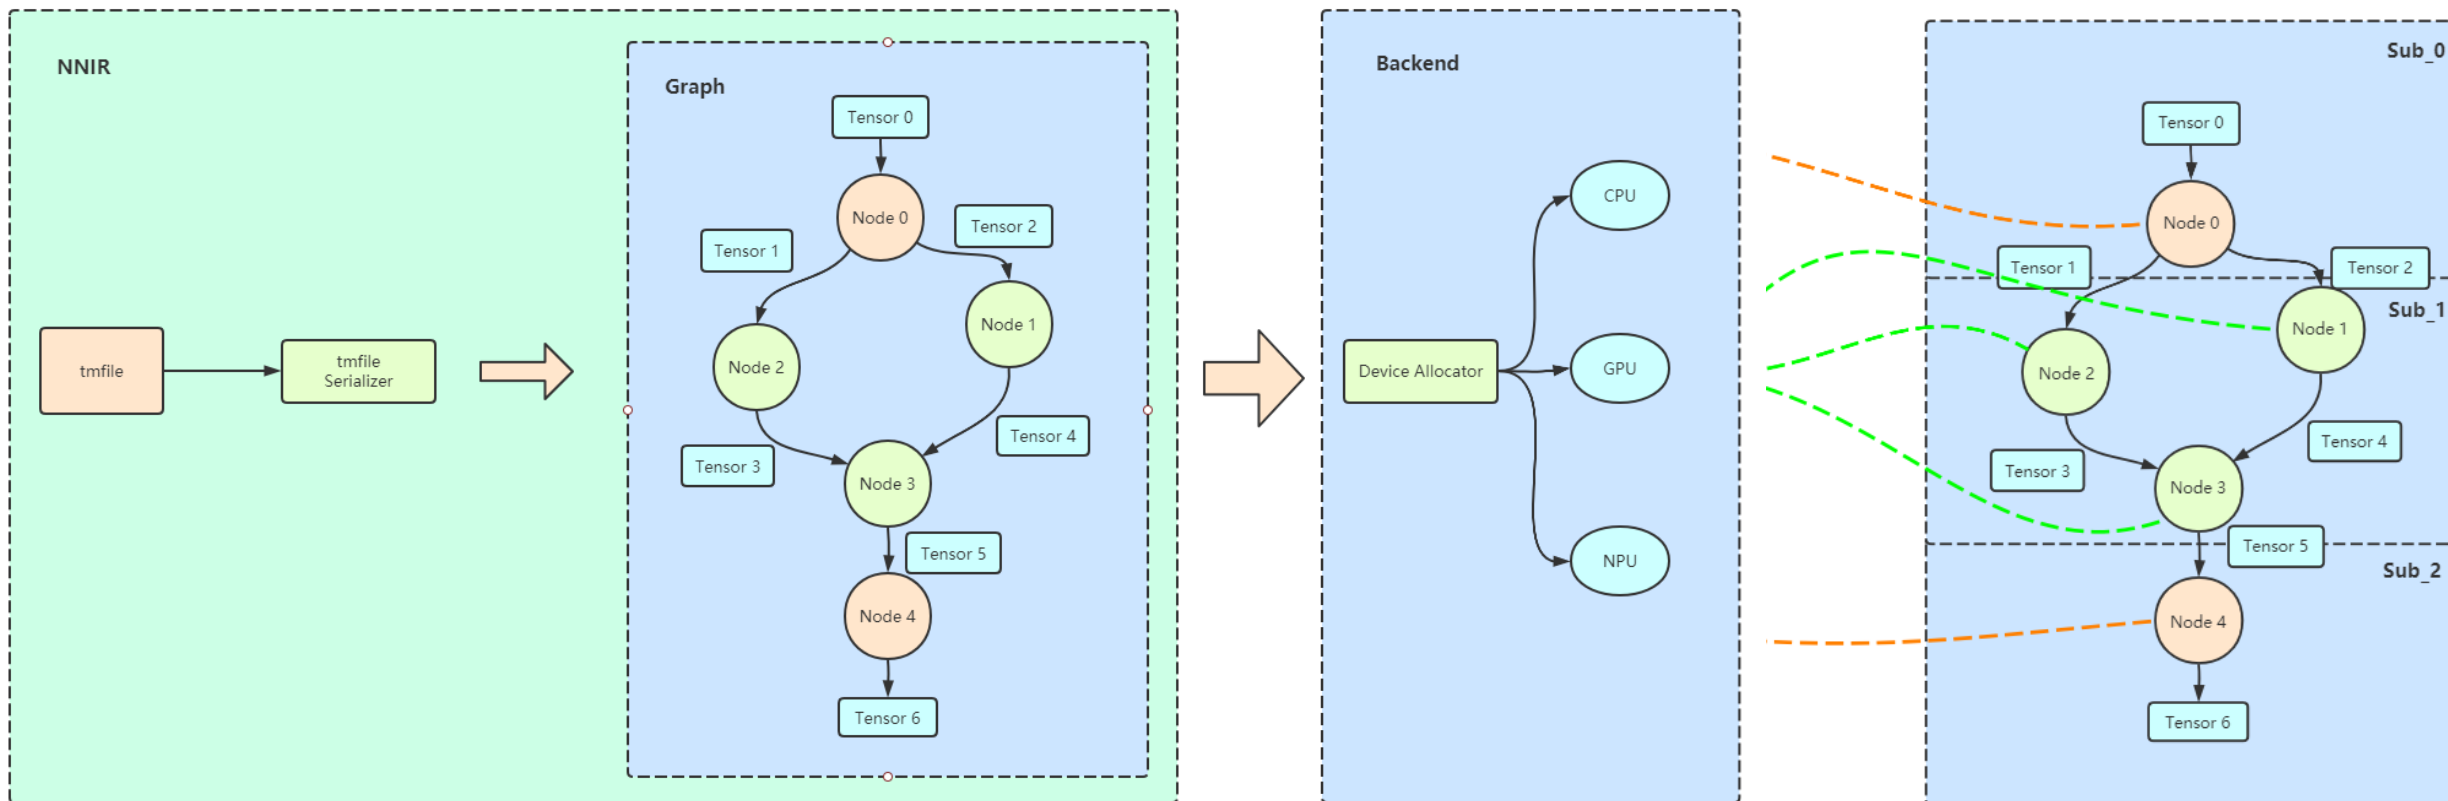 NNIR
tmfile
tmfile
Serializer
Graph
Tensor 0
Node 0
Tensor 1
Tensor 2
Node 1
Node 2
Tensor 3
Tensor 4
Node 3
Tensor 5
Node 4
Tensor 6
Backend
Device Allocator
CPU
GPU
NPU
Sub_0
Tensor 0
Node 0
Tensor 1
Tensor 2
Sub_1
Node 1
Node 2
Tensor 3
Tensor 4
Node 3
Tensor 5
Sub_2
Node 4
Tensor 6